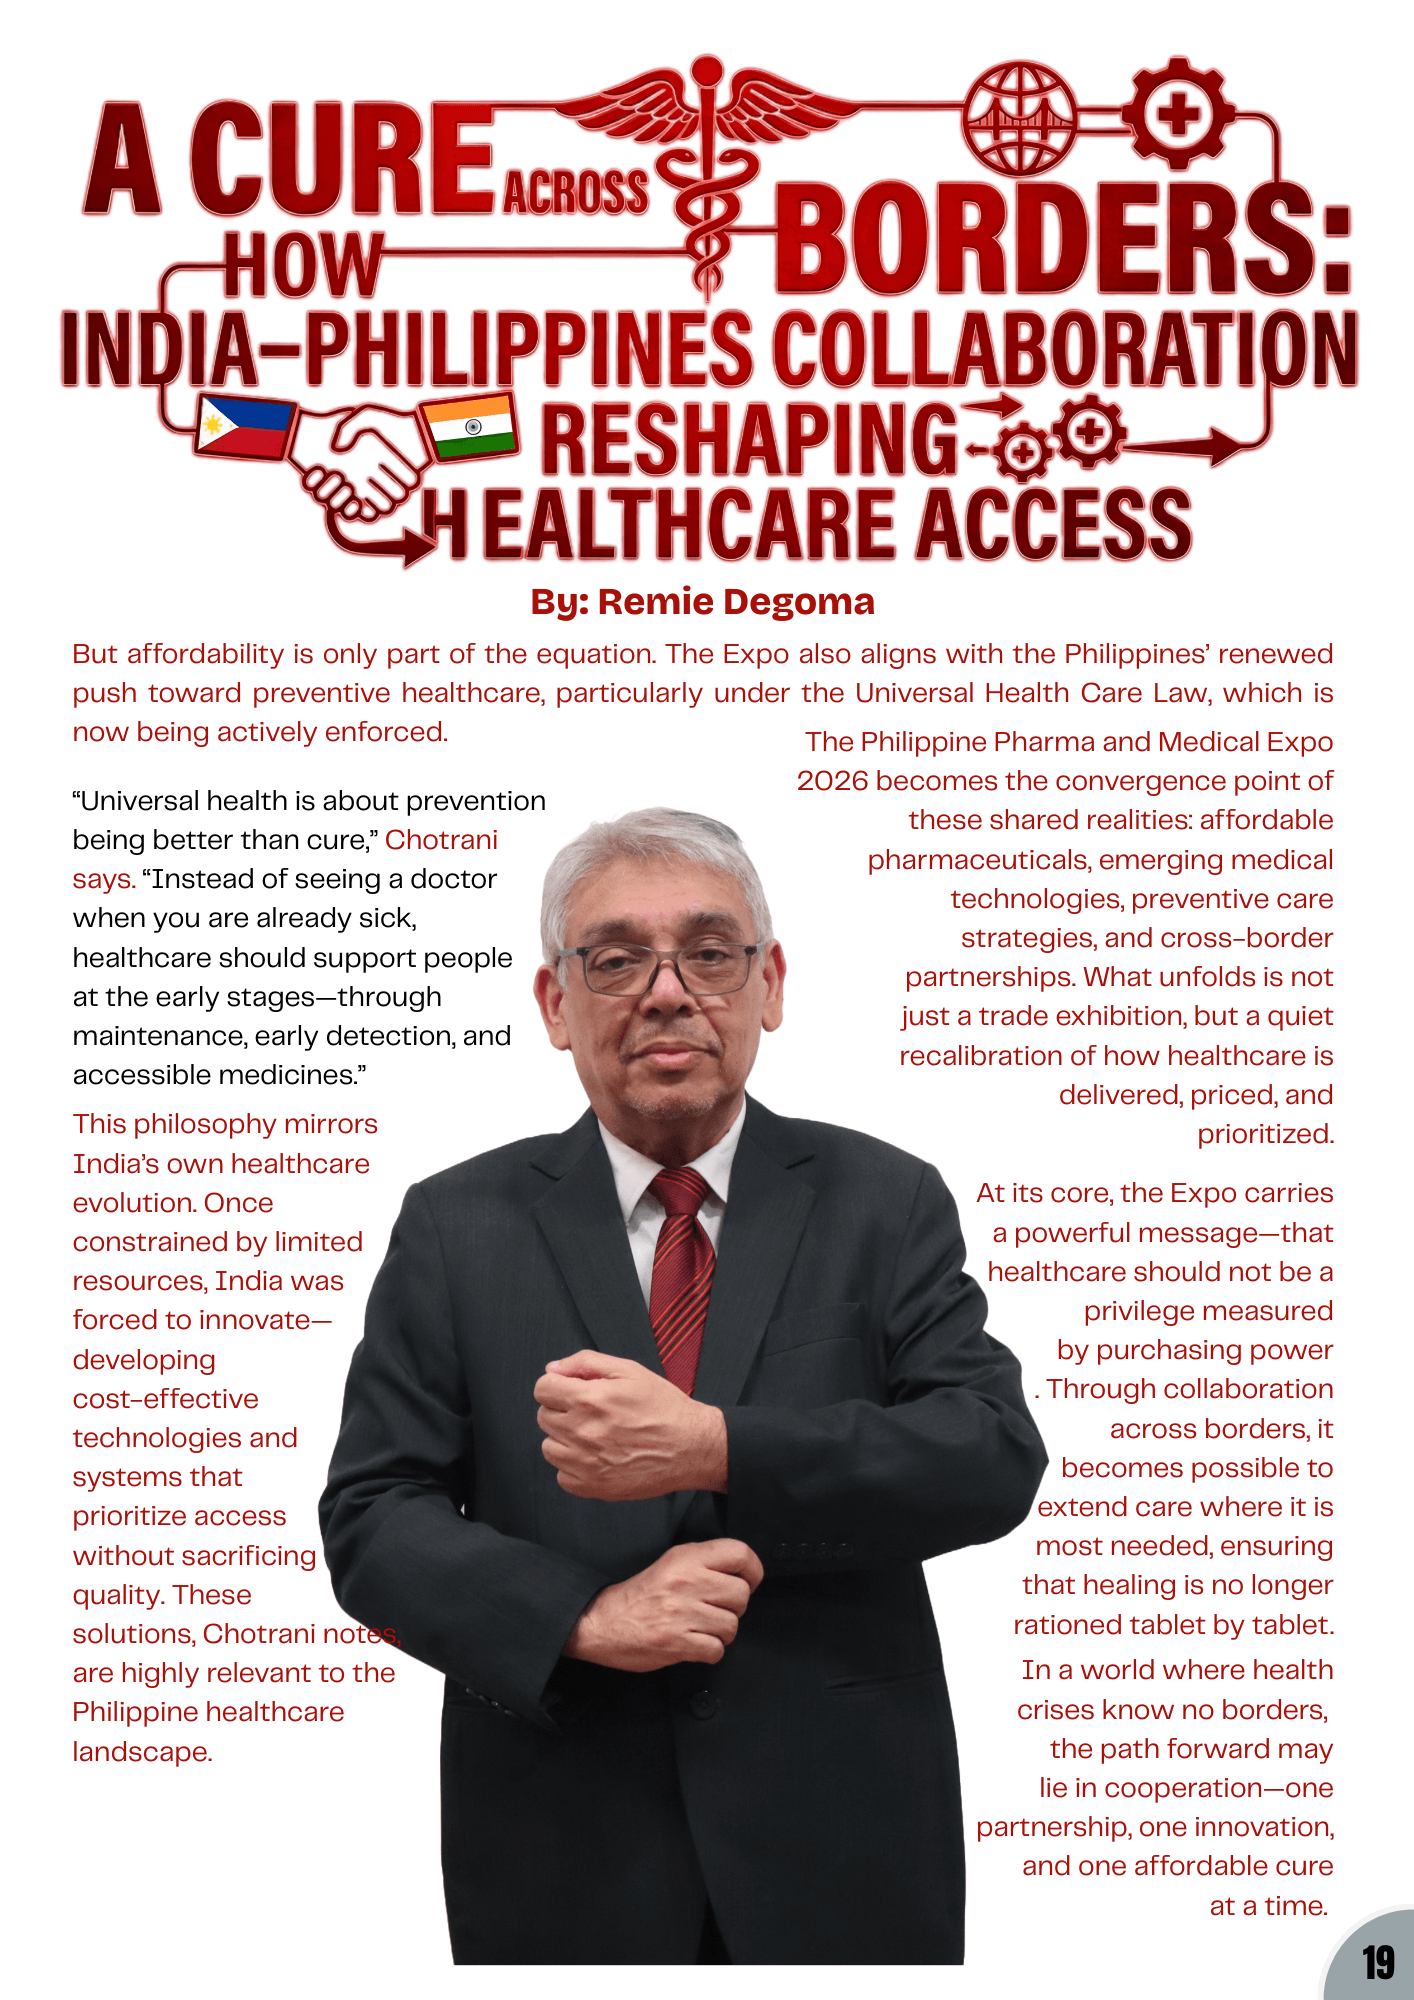 A CURE ACROSS BORDERS:
HOW
INDIA–PHILIPPINES COLLABORATION
RESHAPING
HEALTHCARE ACCESS
By: Remie Degoma
But affordability is only part of the equation. The Expo also aligns with the Philippines’ renewed
push toward preventive healthcare, particularly under the Universal Health Care Law, which is
now being actively enforced.
“Universal health is about prevention
being better than cure,” Chotrani
says. “Instead of seeing a doctor
when you are already sick,
healthcare should support people
at the early stages—through
maintenance, early detection, and
accessible medicines.”
This philosophy mirrors
India’s own healthcare
evolution. Once
constrained by limited
resources, India was
forced to innovate—
developing
cost-effective
technologies and
systems that
prioritize access
without sacrificing
quality. These
solutions, Chotrani notes,
are highly relevant to the
Philippine healthcare
landscape.
The Philippine Pharma and Medical Expo
2026 becomes the convergence point of
these shared realities: affordable
pharmaceuticals, emerging medical
technologies, preventive care
strategies, and cross-border
partnerships. What unfolds is not
just a trade exhibition, but a quiet
recalibration of how healthcare is
delivered, priced, and
prioritized.
At its core, the Expo carries
a powerful message—that
healthcare should not be a
privilege measured
by purchasing power
. Through collaboration
across borders, it
becomes possible to
extend care where it is
most needed, ensuring
that healing is no longer
rationed tablet by tablet.
In a world where health
crises know no borders,
the path forward may
lie in cooperation—one
partnership, one innovation,
and one affordable cure
at a time.
19